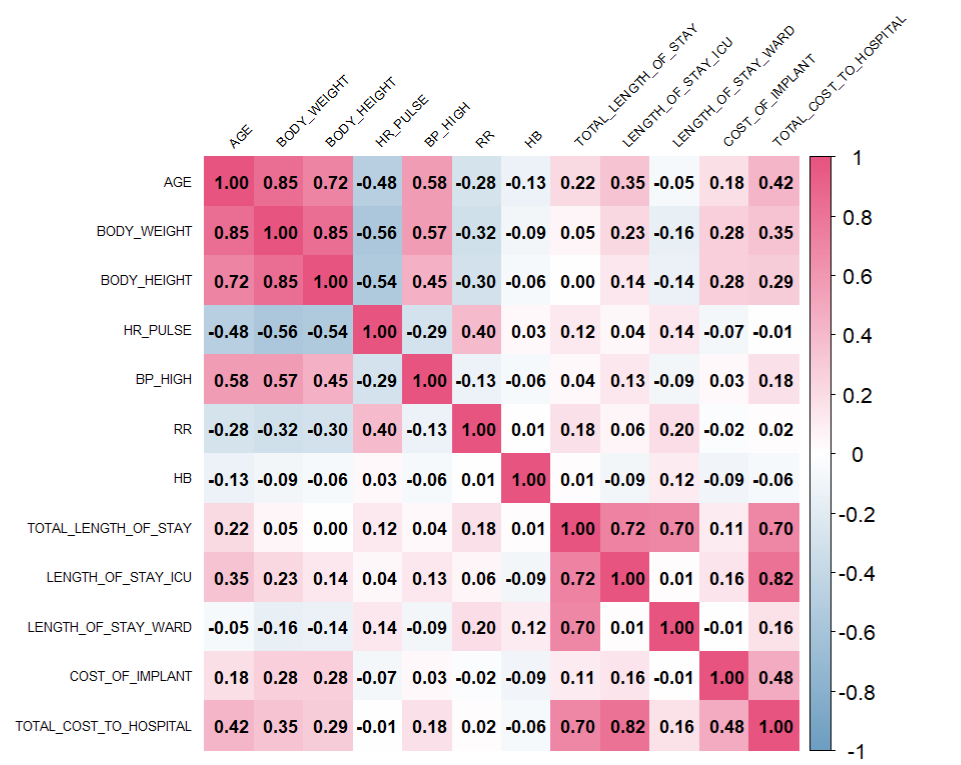 AGE BODY_WEIGHT BODY_HEIGHT HR_PULSE BP_HIGH RR HB TOTAL_LENGTH_OF_STAY LENGTH_OF_STAY_ICU LENGTH_OF_STAY_WARD COST_OF_IMPLANT TOTAL_COST_TO_HOSPITAL
AGE 1.00 0.85 0.72 -0.48 0.58 -0.28 -0.13 0.22 0.35 -0.05 0.18 0.42
BODY_WEIGHT 0.85 1.00 0.85 -0.56 0.57 -0.32 -0.09 0.05 0.23 -0.16 0.28 0.35
BODY_HEIGHT 0.72 0.85 1.00 -0.54 0.45 -0.30 -0.06 0.00 0.14 -0.14 0.28 0.29
HR_PULSE -0.48 -0.56 -0.54 1.00 -0.29 0.40 0.03 0.12 0.04 0.14 -0.07 -0.01
BP_HIGH 0.58 0.57 0.45 -0.29 1.00 -0.13 -0.06 0.04 0.13 -0.09 0.03 0.18
RR -0.28 -0.32 -0.30 0.40 -0.13 1.00 0.01 0.18 0.06 0.20 -0.02 0.02
HB -0.13 -0.09 -0.06 0.03 -0.06 0.01 1.00 0.01 -0.09 0.12 -0.09 -0.06
TOTAL_LENGTH_OF_STAY 0.22 0.05 0.00 0.12 0.04 0.18 0.01 1.00 0.72 0.70 0.11 0.70
LENGTH_OF_STAY_ICU 0.35 0.23 0.14 0.04 0.13 0.06 -0.09 0.72 1.00 0.01 0.16 0.82
LENGTH_OF_STAY_WARD -0.05 -0.16 -0.14 0.14 -0.09 0.20 0.12 0.70 0.01 1.00 -0.01 0.16
COST_OF_IMPLANT 0.18 0.28 0.28 -0.07 0.03 -0.02 -0.09 0.11 0.16 -0.01 1.00 0.48
TOTAL_COST_TO_HOSPITAL 0.42 0.35 0.29 -0.01 0.18 0.02 -0.06 0.70 0.82 0.16 0.48 1.00
1
0.8
0.6
0.4
0.2
0
-0.2
-0.4
-0.6
-0.8
-1